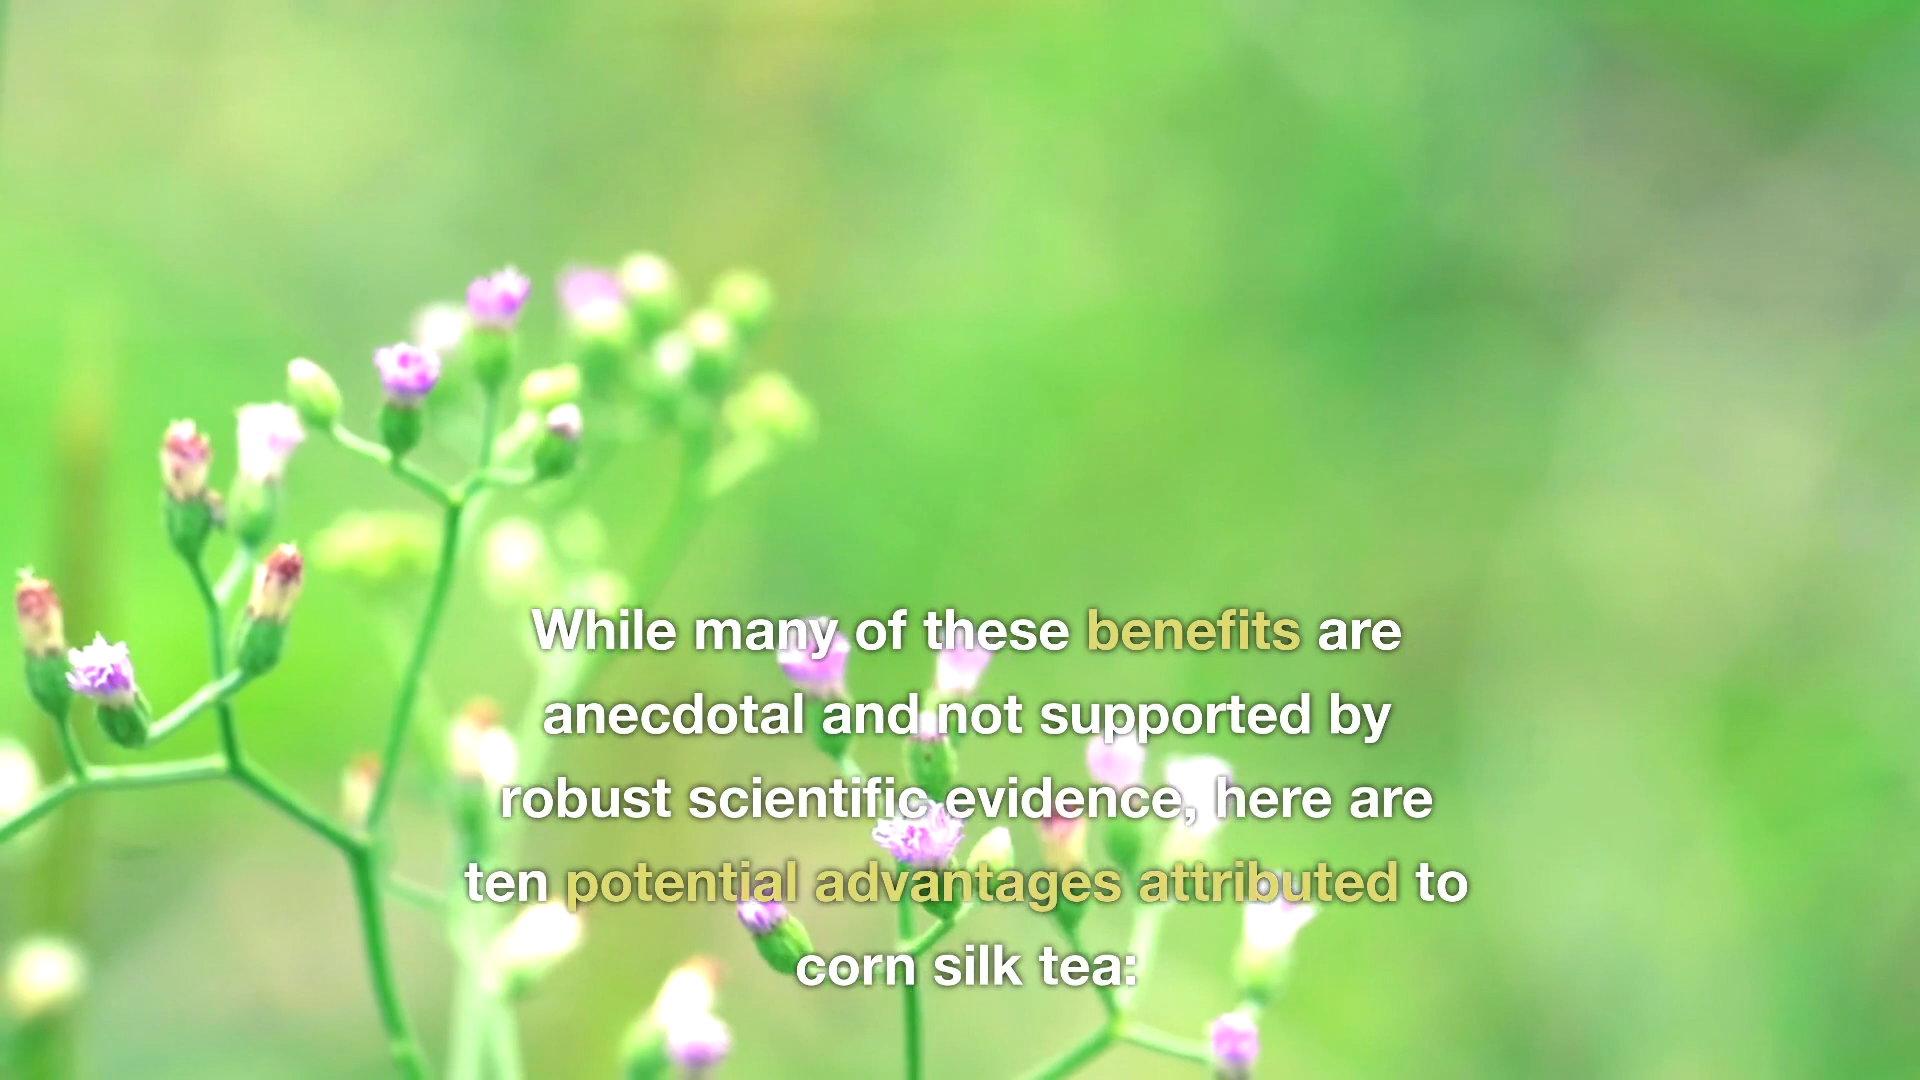 While many of these benefits are
anecdotal and not supported by
robust scientific evidence, here are
ten potential advantages attributed to
corn silk tea: